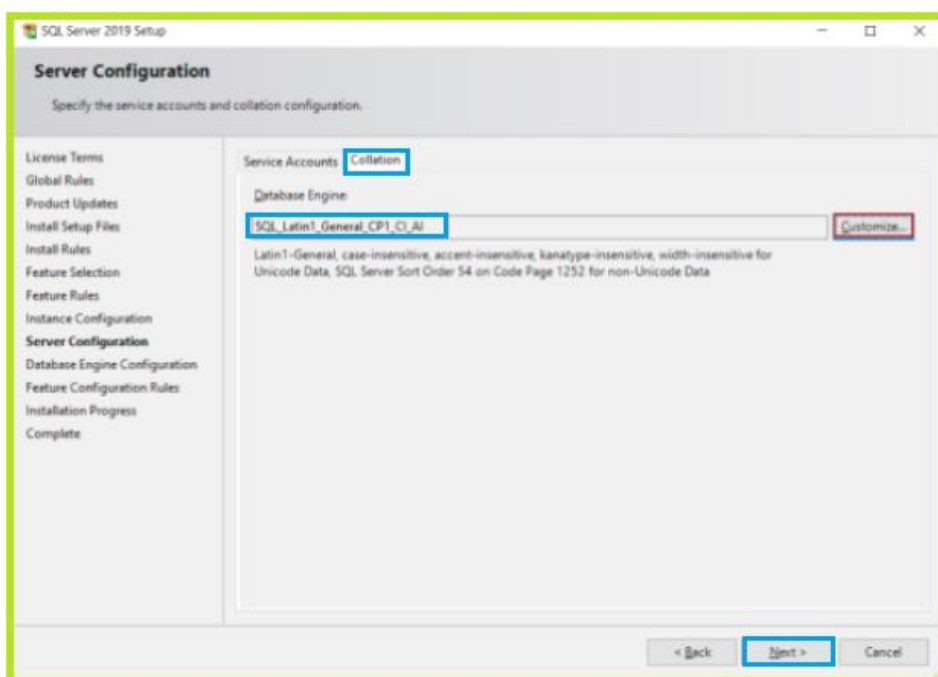 SQL Server 2019 Setup
Server Configuration
Specify the service accounts and collation configuration.
License Terms
Global Rules
Product Updates
Install Setup Files
Install Rules
Feature Selection
Feature Rules
Instance Configuration
Server Configuration
Database Engine Configuration
Feature Configuration Rules
Installation Progress
Complete
Service Accounts Collation
Database Engine:
SQL_Latin1_General_CP1_CI_AI
Customize...
Latin1-General, case-insensitive, accent-insensitive, kanatype-insensitive, width-insensitive for
Unicode Data, SQL Server Sort Order 54 on Code Page 1252 for non-Unicode Data
< Back Next > Cancel